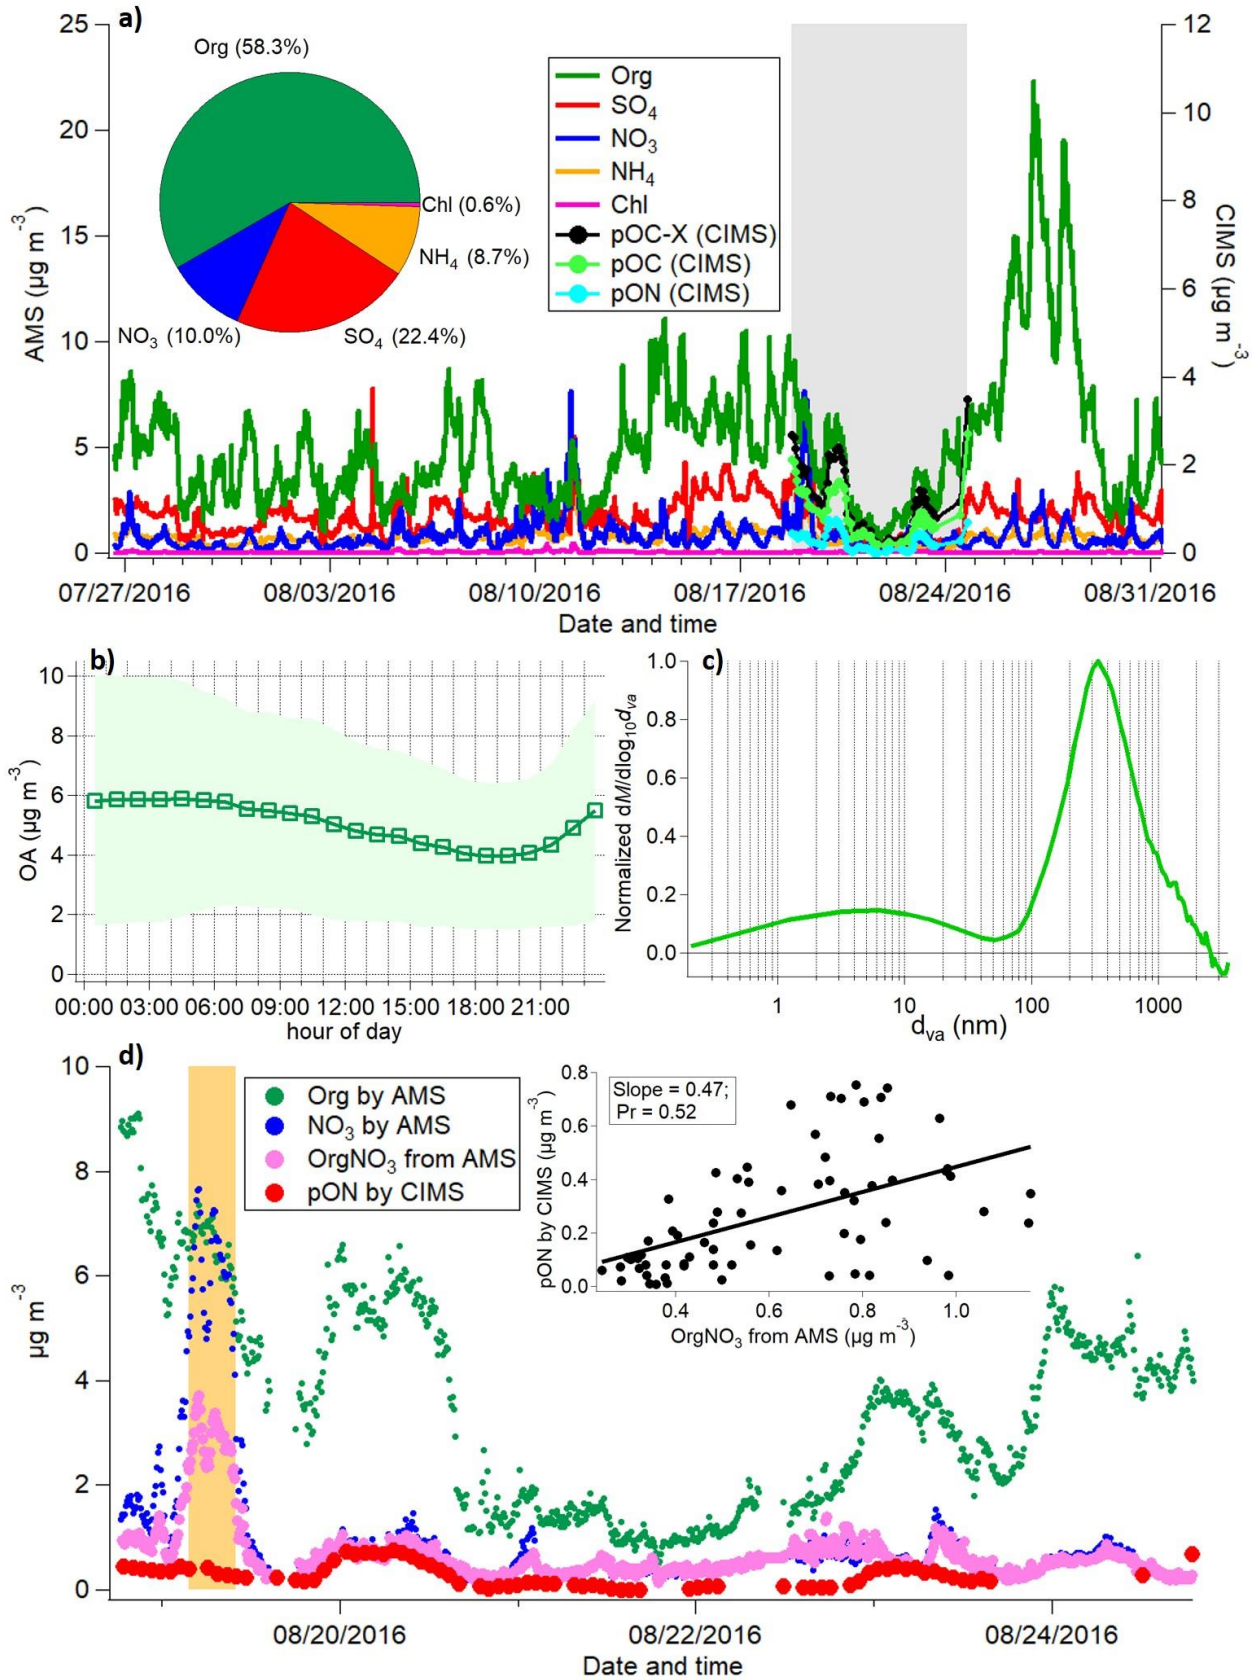 a)
25
20
15
10
5
0
AMS (µg m⁻³)
12
10
8
6
4
2
0
CIMS (µg m⁻³)
Org (58.3%)
Chl (0.6%)
NH₄ (8.7%)
SO₄ (22.4%)
NO₃ (10.0%)
Org
SO₄
NO₃
NH₄
Chl
pOC-X (CIMS)
pOC (CIMS)
pON (CIMS)
07/27/2016 08/03/2016 08/10/2016 08/17/2016 08/24/2016 08/31/2016
Date and time
b)
10
8
6
4
2
0
OA (µg m⁻³)
00:00 03:00 06:00 09:00 12:00 15:00 18:00 21:00
hour of day
c)
1.0
0.8
0.6
0.4
0.2
0.0
Normalized dM/dlog₁₀dᵥₐ
1 10 100 1000
dᵥₐ (nm)
d)
10
8
6
4
2
0
µg m⁻³
Org by AMS
NO₃ by AMS
OrgNO₃ from AMS
pON by CIMS
Slope = 0.47;
Pr = 0.52
0.8
0.6
0.4
0.2
0.0
pON by CIMS (µg m⁻³)
0.4 0.6 0.8 1.0
OrgNO₃ from AMS (µg m⁻³)
08/20/2016 08/22/2016 08/24/2016
Date and time